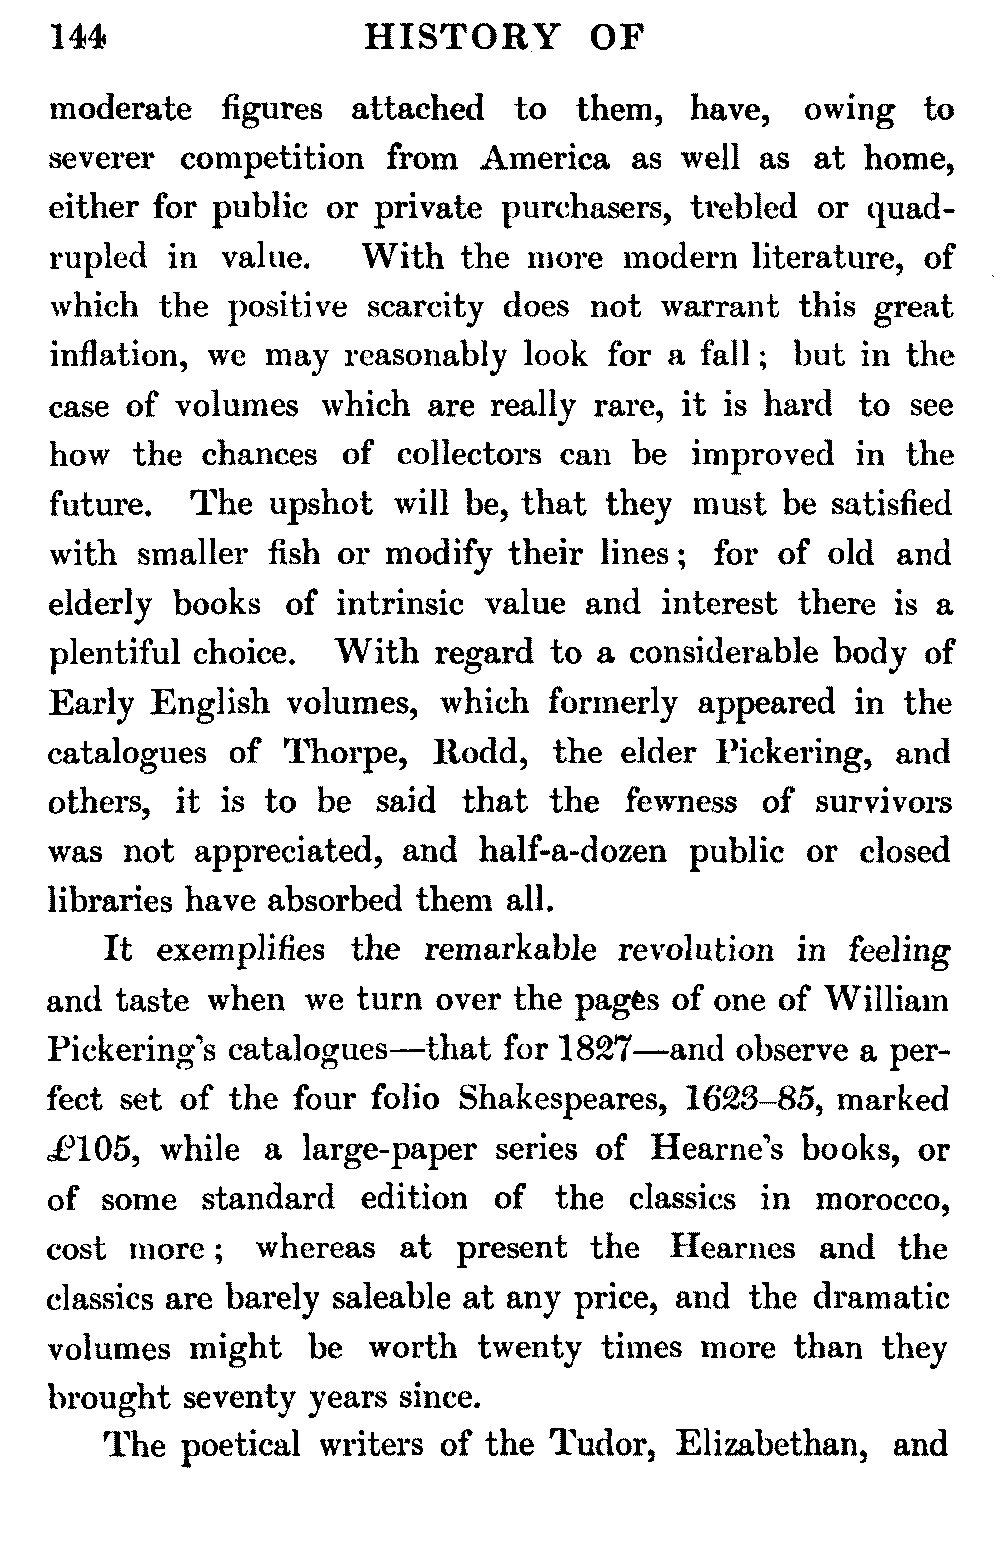 144 HISTORY OF
moderate figures attached to them, have, owing to
severer competition from America as well as at home,
either for public or private purchasers, trebled or quad-
rupled in value. With the more modern literature, of
which the positive scarcity does not warrant this great
inflation, we may reasonably look for a fall; but in the
case of volumes which are really rare, it is hard to see
how the chances of collectors can be improved in the
future. The upshot will be, that they must be satisfied
with smaller fish or modify their lines; for of old and
elderly books of intrinsic value and interest there is a
plentiful choice. With regard to a considerable body of
Early English volumes, which formerly appeared in the
catalogues of Thorpe, Rodd, the elder Pickering, and
others, it is to be said that the fewness of survivors
was not appreciated, and half-a-dozen public or closed
libraries have absorbed them all.
It exemplifies the remarkable revolution in feeling
and taste when we turn over the pages of one of William
Pickering's catalogues—that for 1827—and observe a per-
fect set of the four folio Shakespeares, 1623–85, marked
£105, while a large-paper series of Hearne's books, or
of some standard edition of the classics in morocco,
cost more; whereas at present the Hearnes and the
classics are barely saleable at any price, and the dramatic
volumes might be worth twenty times more than they
brought seventy years since.
The poetical writers of the Tudor, Elizabethan, and